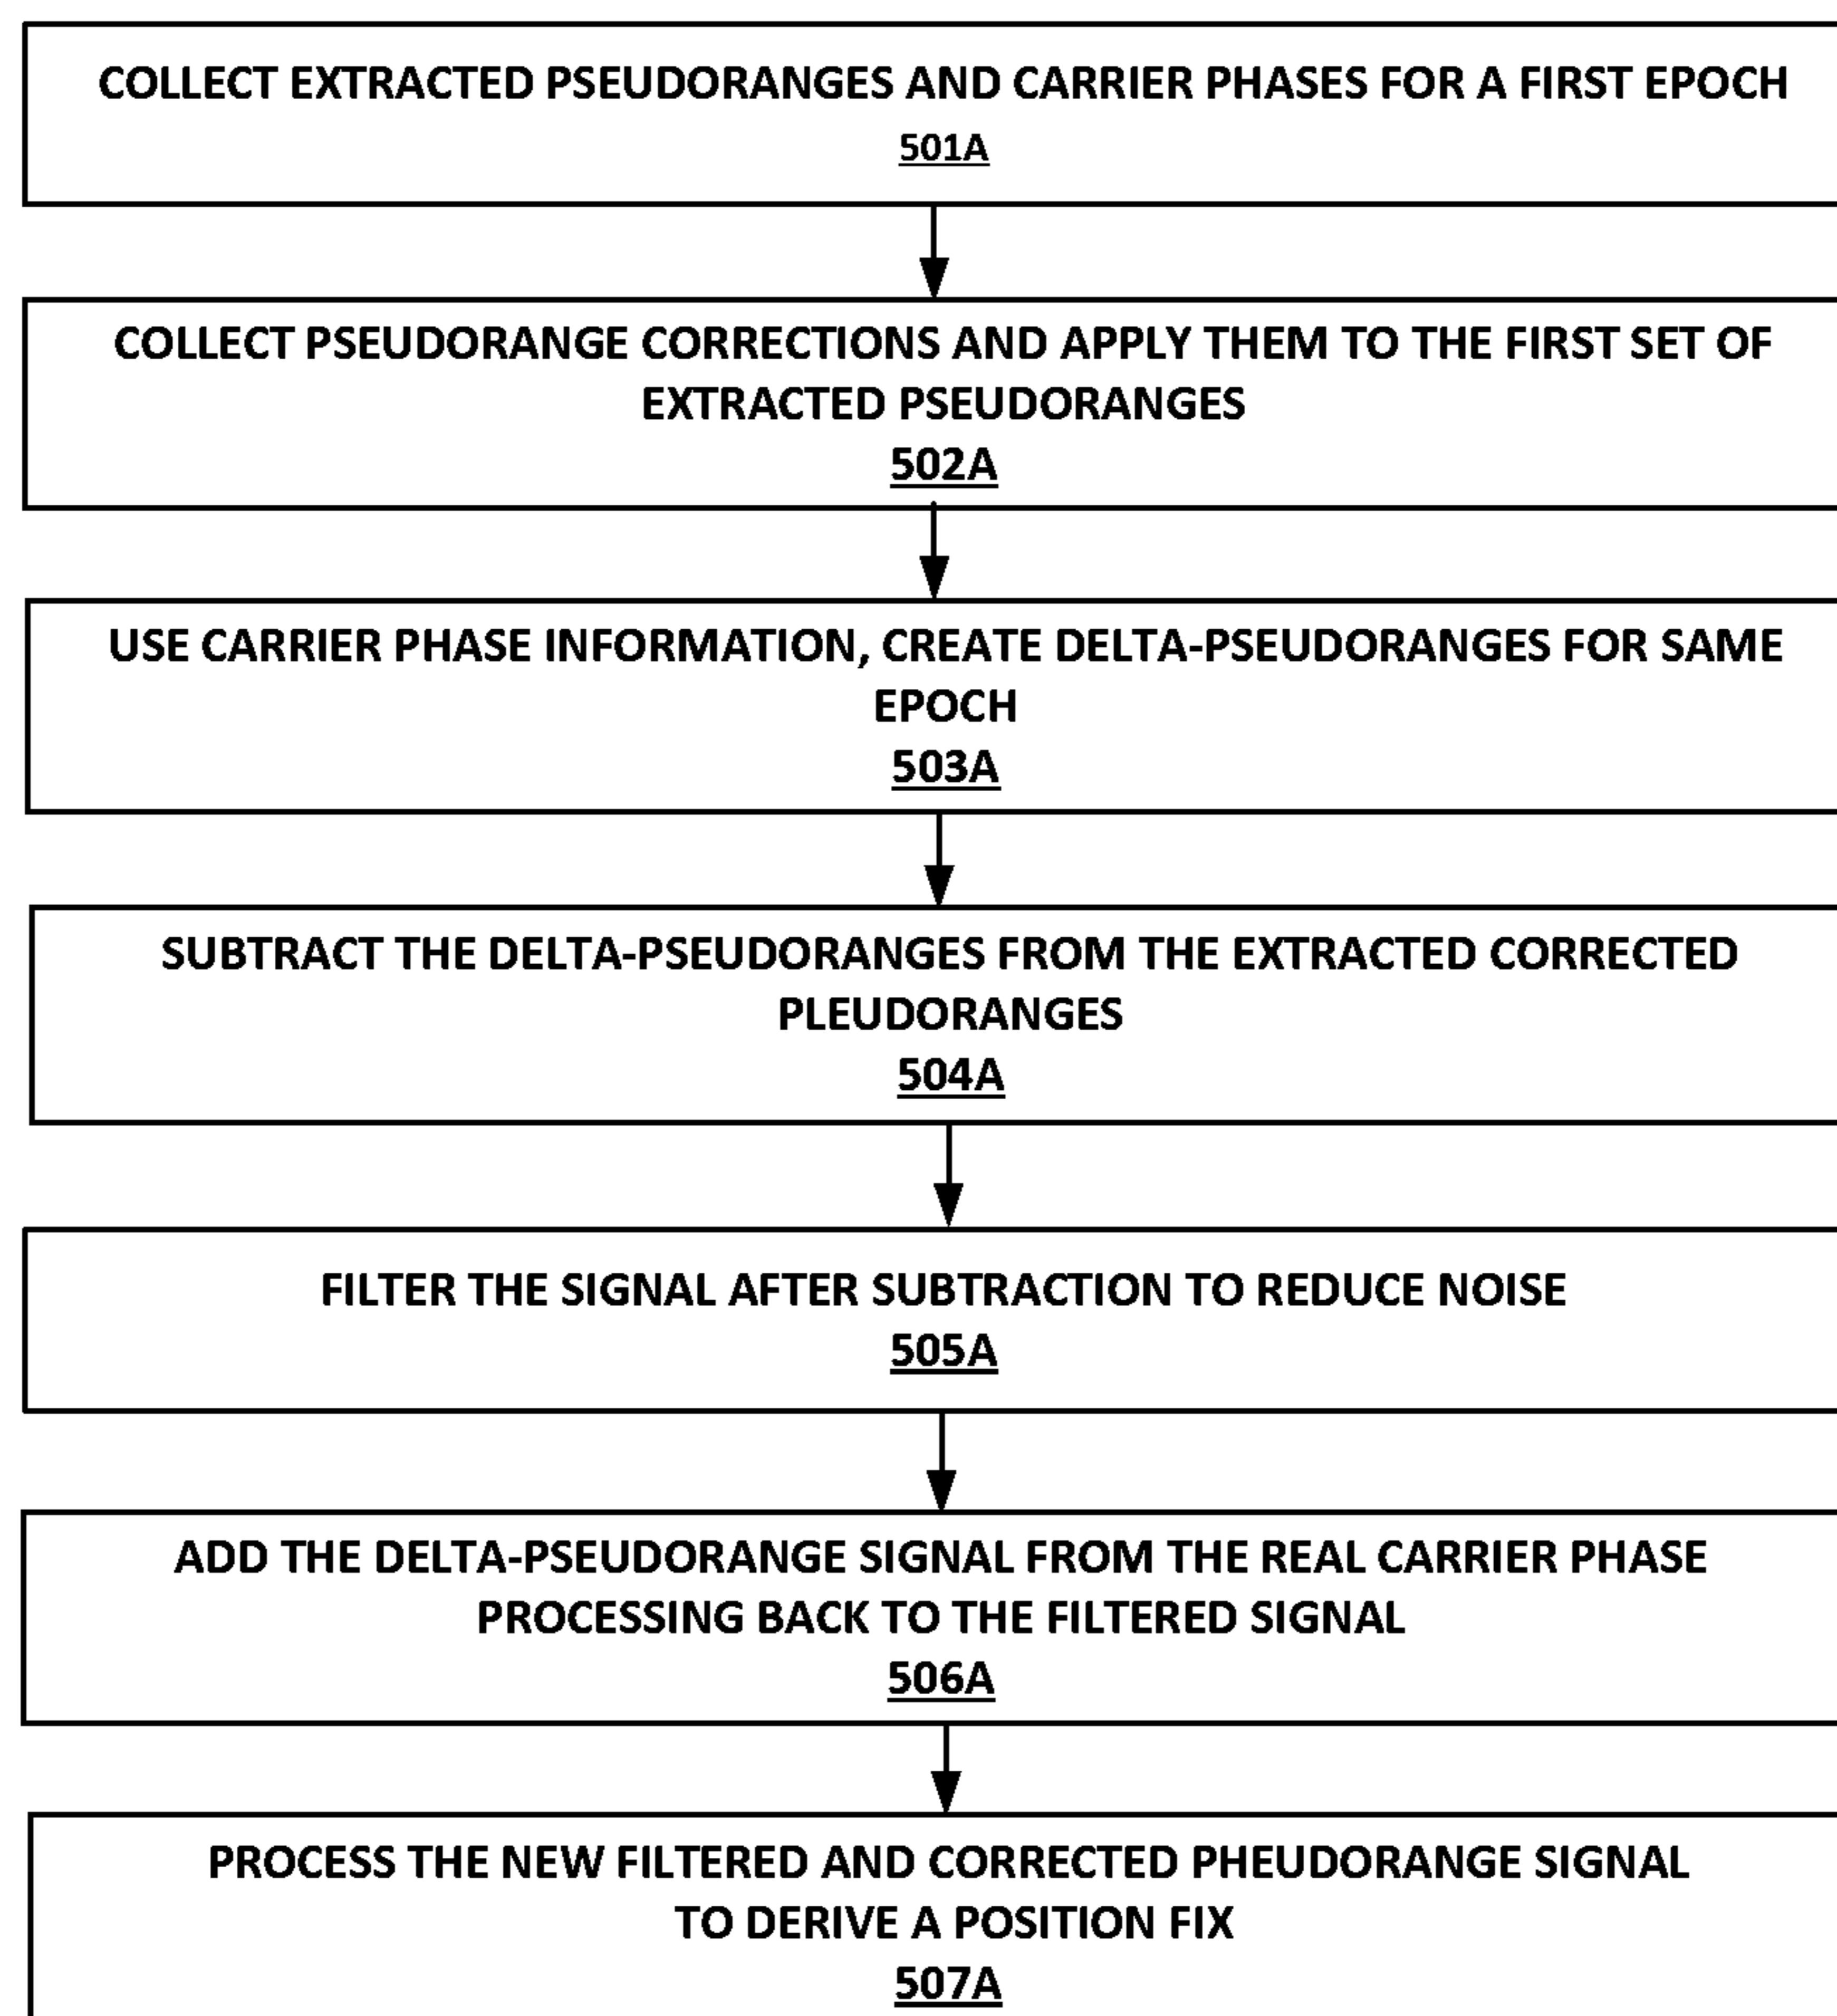 COLLECT EXTRACTED PSEUDORANGES AND CARRIER PHASES FOR A FIRST EPOCH
501A
COLLECT PSEUDORANGE CORRECTIONS AND APPLY THEM TO THE FIRST SET OF
EXTRACTED PSEUDORANGES
502A
USE CARRIER PHASE INFORMATION, CREATE DELTA-PSEUDORANGES FOR SAME
EPOCH
503A
SUBTRACT THE DELTA-PSEUDORANGES FROM THE EXTRACTED CORRECTED
PLEUDORANGES
504A
FILTER THE SIGNAL AFTER SUBTRACTION TO REDUCE NOISE
505A
ADD THE DELTA-PSEUDORANGE SIGNAL FROM THE REAL CARRIER PHASE
PROCESSING BACK TO THE FILTERED SIGNAL
506A
PROCESS THE NEW FILTERED AND CORRECTED PHEUDORANGE SIGNAL
TO DERIVE A POSITION FIX
507A